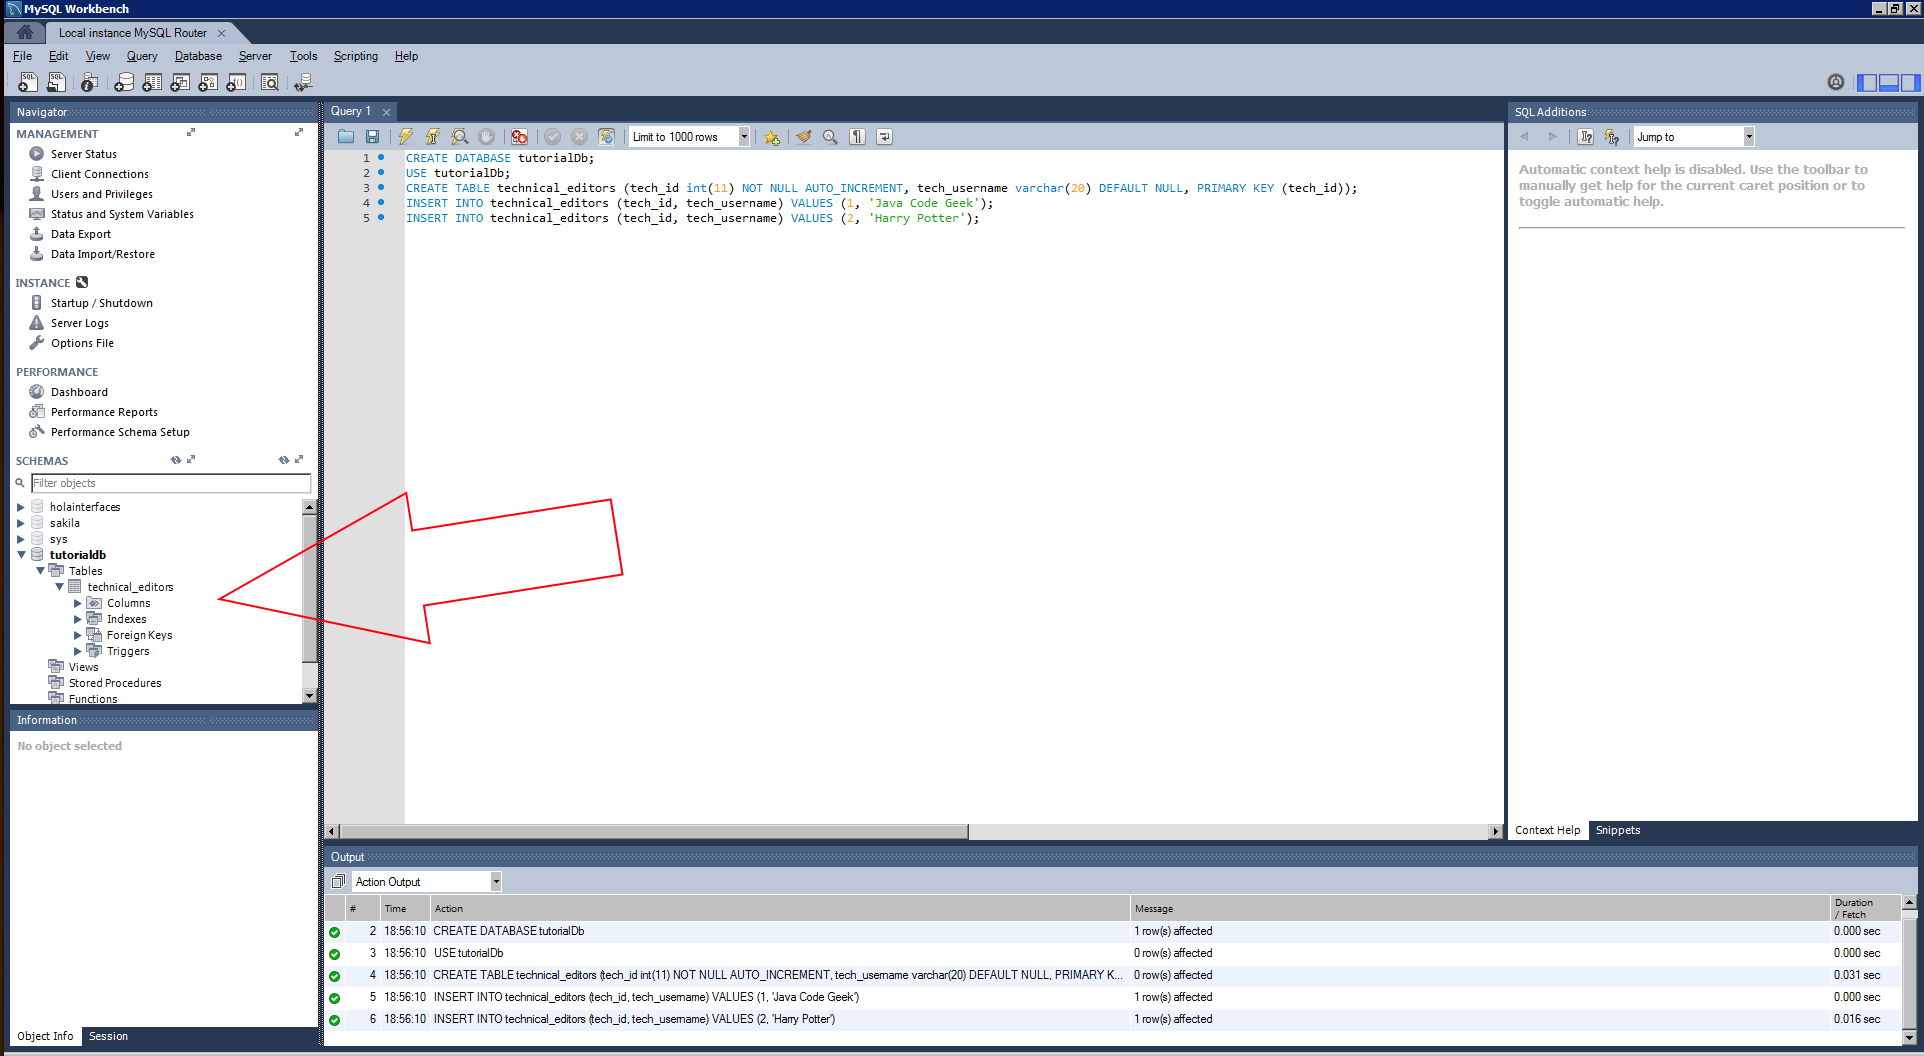 MySQL Workbench
Local instance MySQL Router
File Edit View Query Database Server Tools Scripting Help
Navigator
MANAGEMENT
Server Status
Client Connections
Users and Privileges
Status and System Variables
Data Export
Data Import/Restore
INSTANCE
Startup / Shutdown
Server Logs
Options File
PERFORMANCE
Dashboard
Performance Reports
Performance Schema Setup
SCHEMAS
Filter objects
holainterfaces
sakila
sys
tutorialdb
Tables
technical_editors
Columns
Indexes
Foreign Keys
Triggers
Views
Stored Procedures
Functions
Information
No object selected
Object Info Session
Query 1
Limit to 1000 rows
1 CREATE DATABASE tutorialDb;
2 USE tutorialDb;
3 CREATE TABLE technical_editors (tech_id int(11) NOT NULL AUTO_INCREMENT, tech_username varchar(20) DEFAULT NULL, PRIMARY KEY (tech_id));
4 INSERT INTO technical_editors (tech_id, tech_username) VALUES (1, 'Java Code Geek');
5 INSERT INTO technical_editors (tech_id, tech_username) VALUES (2, 'Harry Potter');
SQL Additions
Jump to
Automatic context help is disabled. Use the toolbar to
manually get help for the current caret position or to
toggle automatic help.
Context Help Snippets
Output
Action Output
# Time Action Message Duration / Fetch
2 18:56:10 CREATE DATABASE tutorialDb 1 row(s) affected 0.000 sec
3 18:56:10 USE tutorialDb 0 row(s) affected 0.000 sec
4 18:56:10 CREATE TABLE technical_editors (tech_id int(11) NOT NULL AUTO_INCREMENT, tech_username varchar(20) DEFAULT NULL, PRIMARY K... 0 row(s) affected 0.031 sec
5 18:56:10 INSERT INTO technical_editors (tech_id, tech_username) VALUES (1, 'Java Code Geek') 1 row(s) affected 0.000 sec
6 18:56:10 INSERT INTO technical_editors (tech_id, tech_username) VALUES (2, 'Harry Potter') 1 row(s) affected 0.016 sec